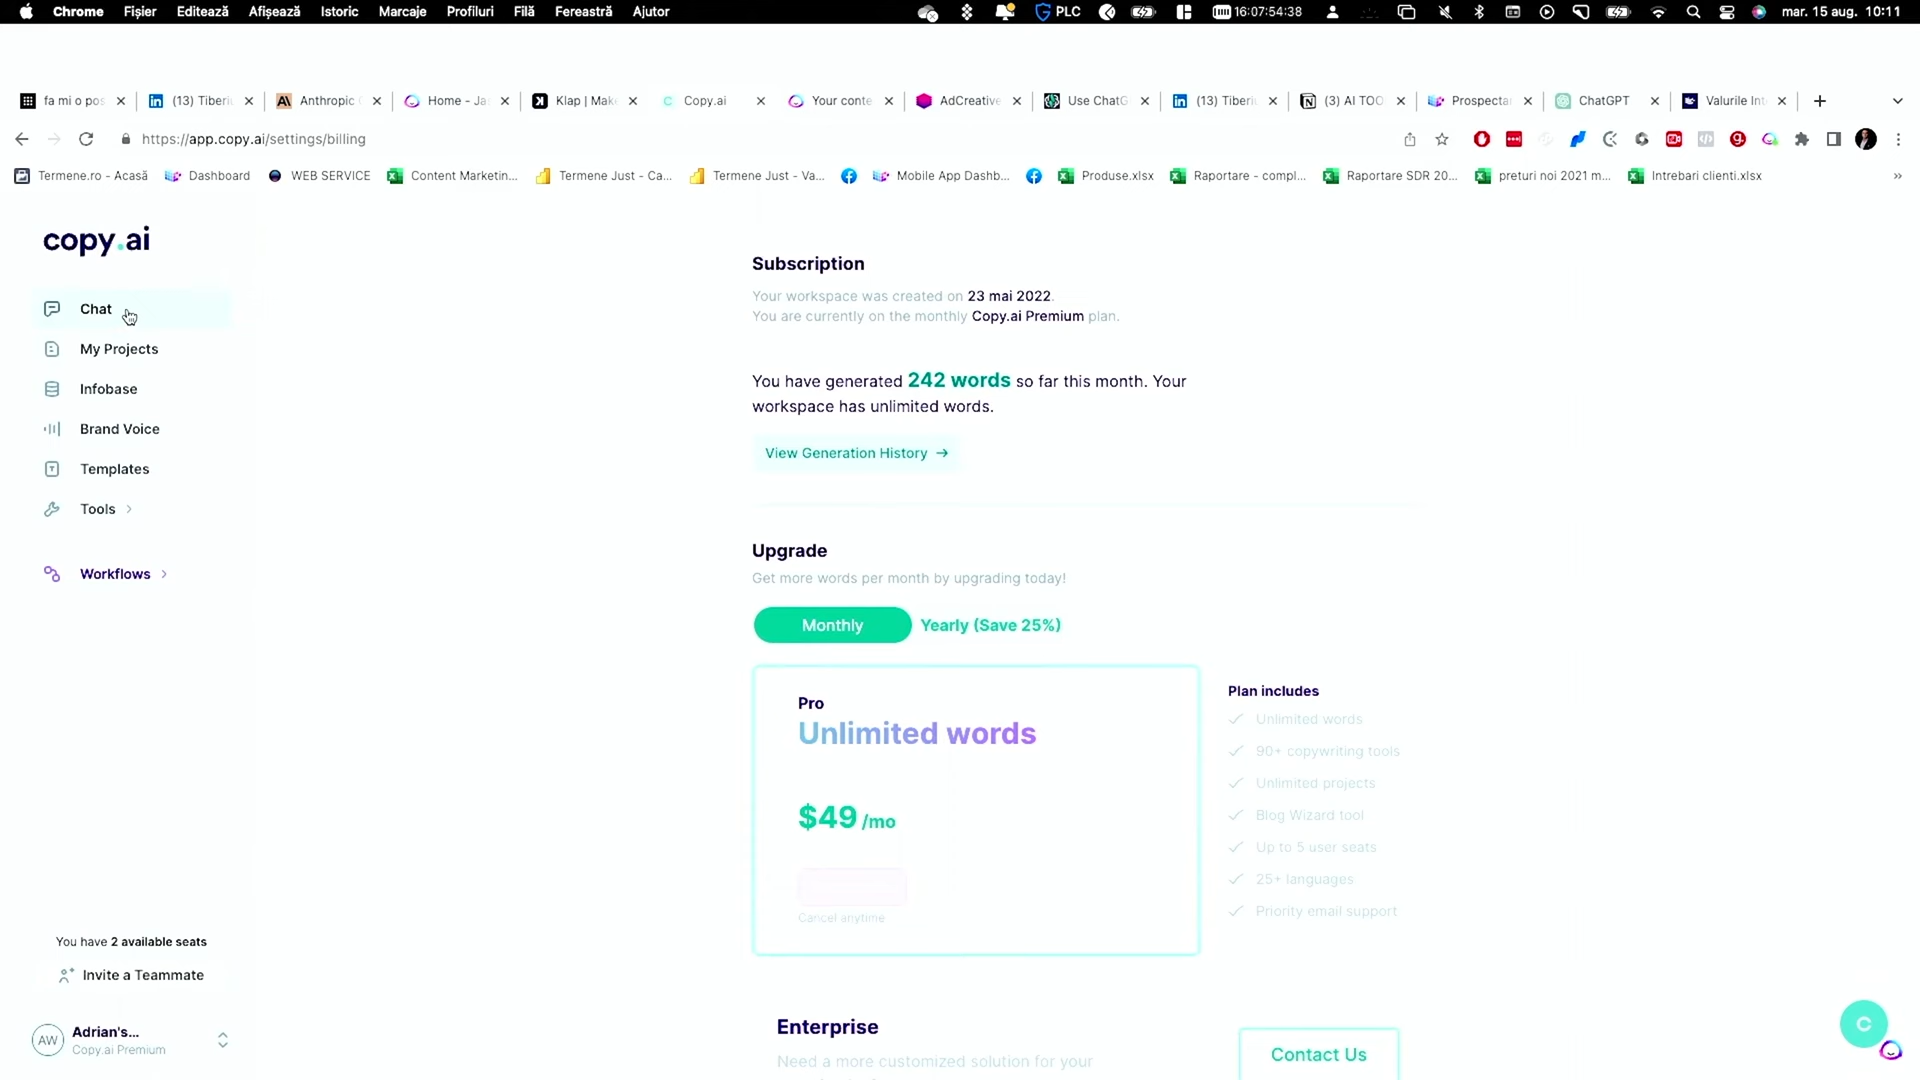 Chrome Fișier Editează Afișează Istoric Marcaje Profiluri Filă Fereastră Ajutor PLC 16:07:54:38 mar. 15 aug. 10:11
fa mi o pos (13) Tiberiu Anthropic Home - Ja Klap | Make Copy.ai Your conte AdCreative Use ChatG (13) Tiberiu (3) AI TOO Prospecta ChatGPT Valurile Int
https://app.copy.ai/settings/billing
Termene.ro - Acasă Dashboard WEB SERVICE Content Marketin... Termene Just - Ca... Termene Just - Va... Mobile App Dashb... Produse.xlsx Raportare - compl... Raportare SDR 20... preturi noi 2021 m... Intrebari clienti.xlsx »
copy.ai
Chat
My Projects
Infobase
Brand Voice
Templates
Tools
Workflows
You have 2 available seats
Invite a Teammate
AW
Adrian's...
Copy.ai Premium
Subscription
Your workspace was created on 23 mai 2022.
You are currently on the monthly Copy.ai Premium plan.
You have generated 242 words so far this month. Your
workspace has unlimited words.
View Generation History →
Upgrade
Get more words per month by upgrading today!
Monthly Yearly (Save 25%)
Pro
Unlimited words
$49 /mo
Cancel anytime
Plan includes
Unlimited words
90+ copywriting tools
Unlimited projects
Blog Wizard tool
Up to 5 user seats
25+ languages
Priority email support
Enterprise
Need a more customized solution for your
Contact Us